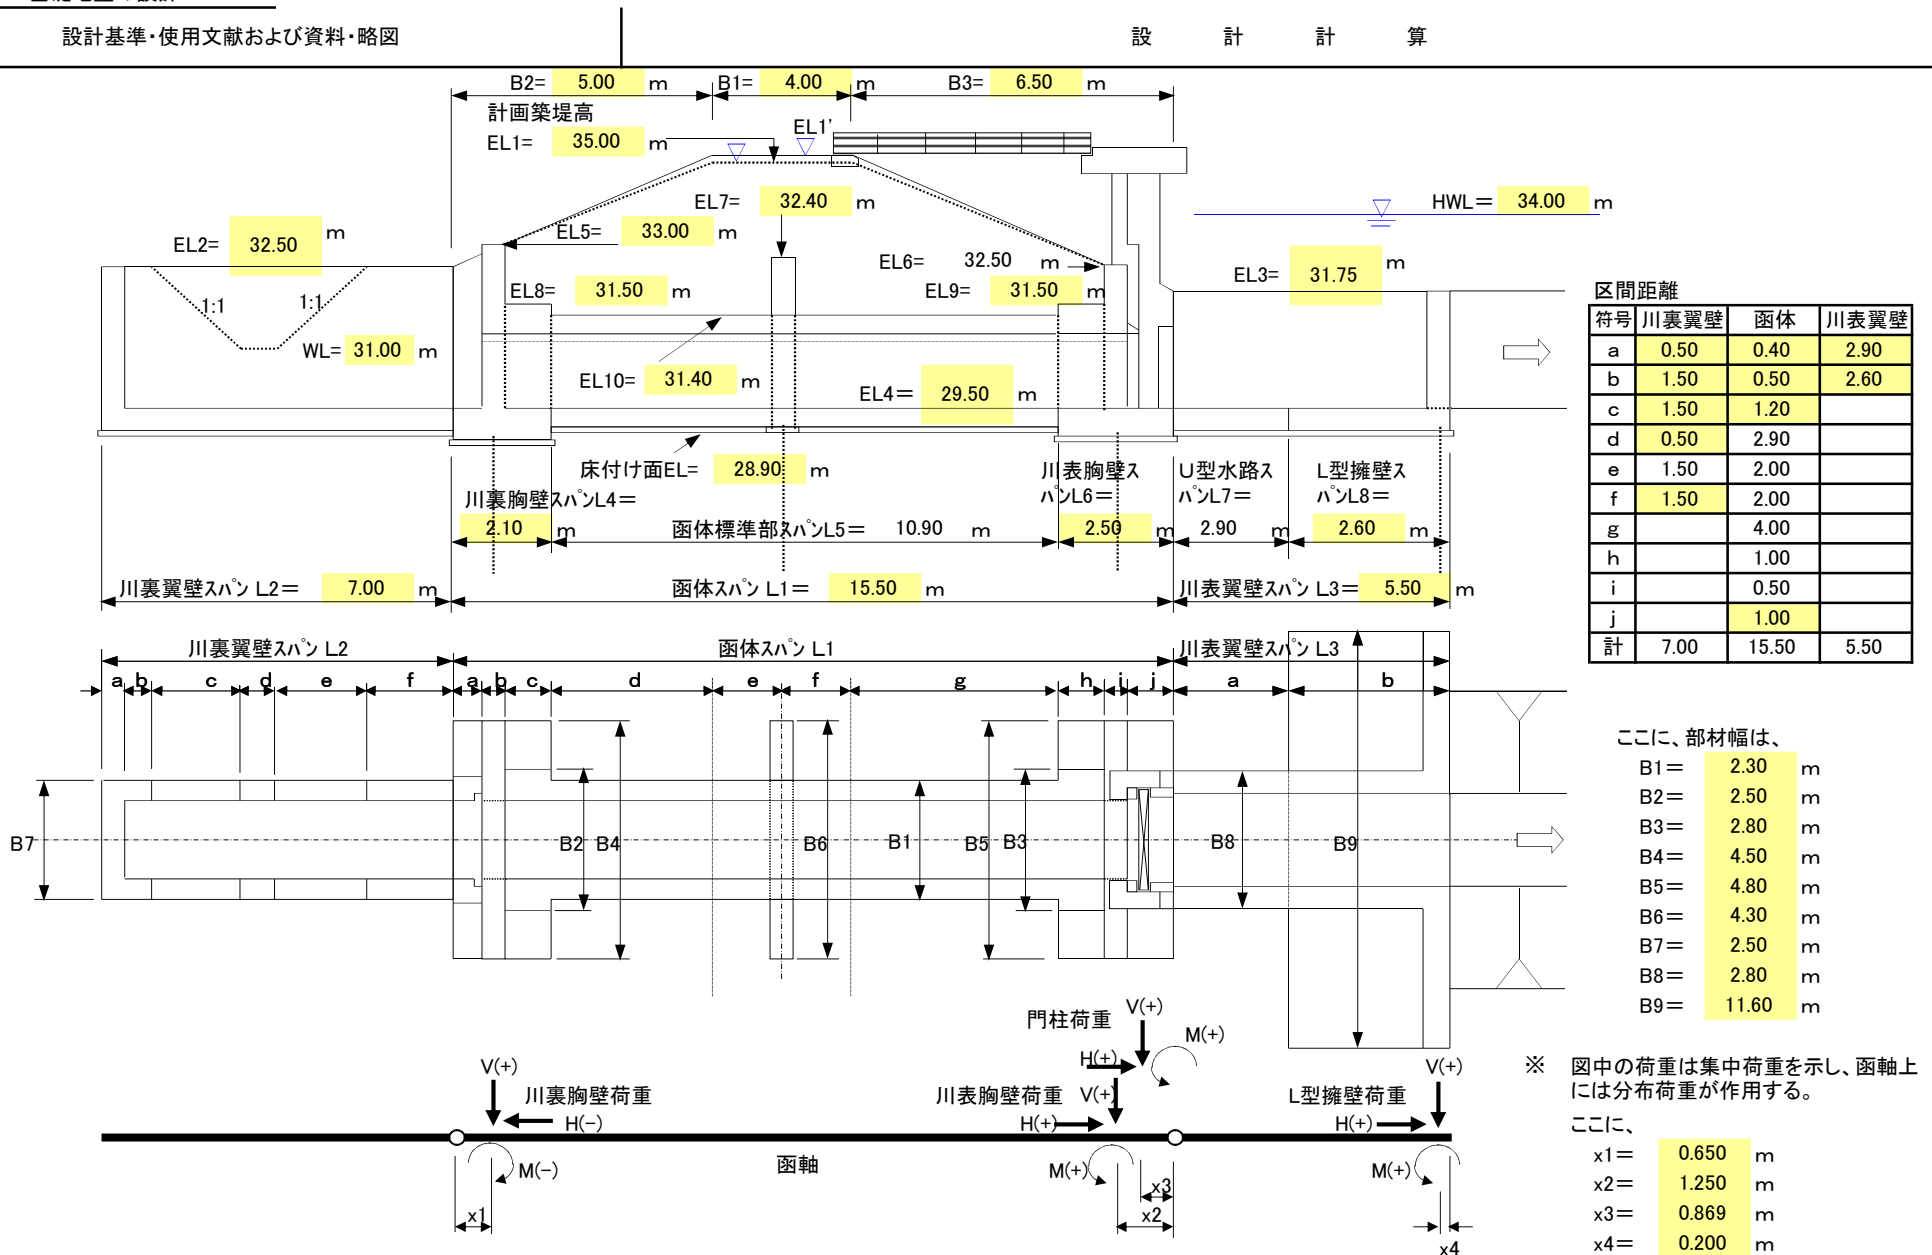 設計基準・使用文献および資料・略図
設 計 計 算
B2= 5.00 m B1= 4.00 m B3= 6.50 m
計画築堤高
EL1= 35.00 m
EL1'
EL7= 32.40 m
HWL= 34.00 m
EL2= 32.50 m
EL5= 33.00 m
EL6= 32.50 m
EL3= 31.75 m
1:1 1:1
EL8= 31.50 m
EL9= 31.50 m
WL= 31.00 m
EL10= 31.40 m
EL4= 29.50 m
床付け面EL= 28.90 m
川裏胸壁スパンL4=
2.10 m
函体標準部スパンL5= 10.90 m
川表胸壁ス
パンL6=
2.50 m
U型水路ス
パンL7=
2.90 m
L型擁壁ス
パンL8=
2.60 m
川裏翼壁スパン L2= 7.00 m
函体スパン L1= 15.50 m
川表翼壁スパン L3= 5.50 m
区間距離
符号 川裏翼壁 函体 川表翼壁
a 0.50 0.40 2.90
b 1.50 0.50 2.60
c 1.50 1.20
d 0.50 2.90
e 1.50 2.00
f 1.50 2.00
g 4.00
h 1.00
i 0.50
j 1.00
計 7.00 15.50 5.50
川裏翼壁スパン L2
函体スパン L1
川表翼壁スパン L3
a b c d e f a b c d e f g h i j a b
B7 B2 B4 B6 B1 B5 B3 B8 B9
ここに、部材幅は、
B1= 2.30 m
B2= 2.50 m
B3= 2.80 m
B4= 4.50 m
B5= 4.80 m
B6= 4.30 m
B7= 2.50 m
B8= 2.80 m
B9= 11.60 m
門柱荷重 V(+)
M(+)
H(+)
V(+)
川裏胸壁荷重
H(-)
M(-)
川表胸壁荷重 V(+)
H(+)
M(+)
L型擁壁荷重
V(+)
H(+)
M(+)
函軸
x1
x3
x2
x4
※ 図中の荷重は集中荷重を示し、函軸上
には分布荷重が作用する。
ここに、
x1= 0.650 m
x2= 1.250 m
x3= 0.869 m
x4= 0.200 m